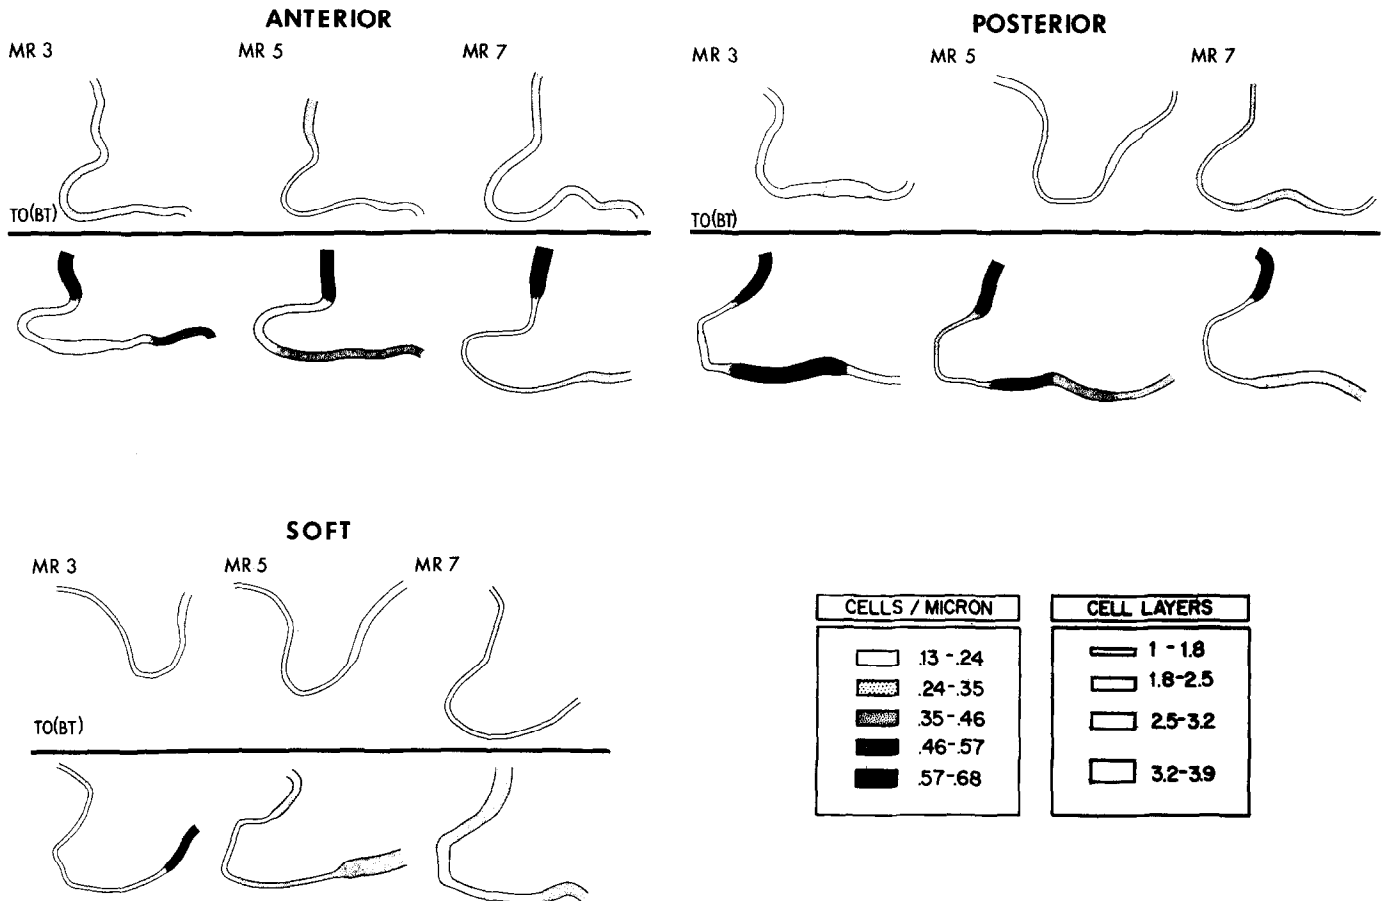 ANTERIOR
MR 3
MR 5
MR 7
TO(BT)
POSTERIOR
MR 3
MR 5
MR 7
TO(BT)
SOFT
MR 3
MR 5
MR 7
TO(BT)
CELLS / MICRON
.13-.24
.24-.35
.35-.46
.46-.57
.57-.68
CELL LAYERS
1 - 1.8
1.8-2.5
2.5-3.2
3.2-3.9